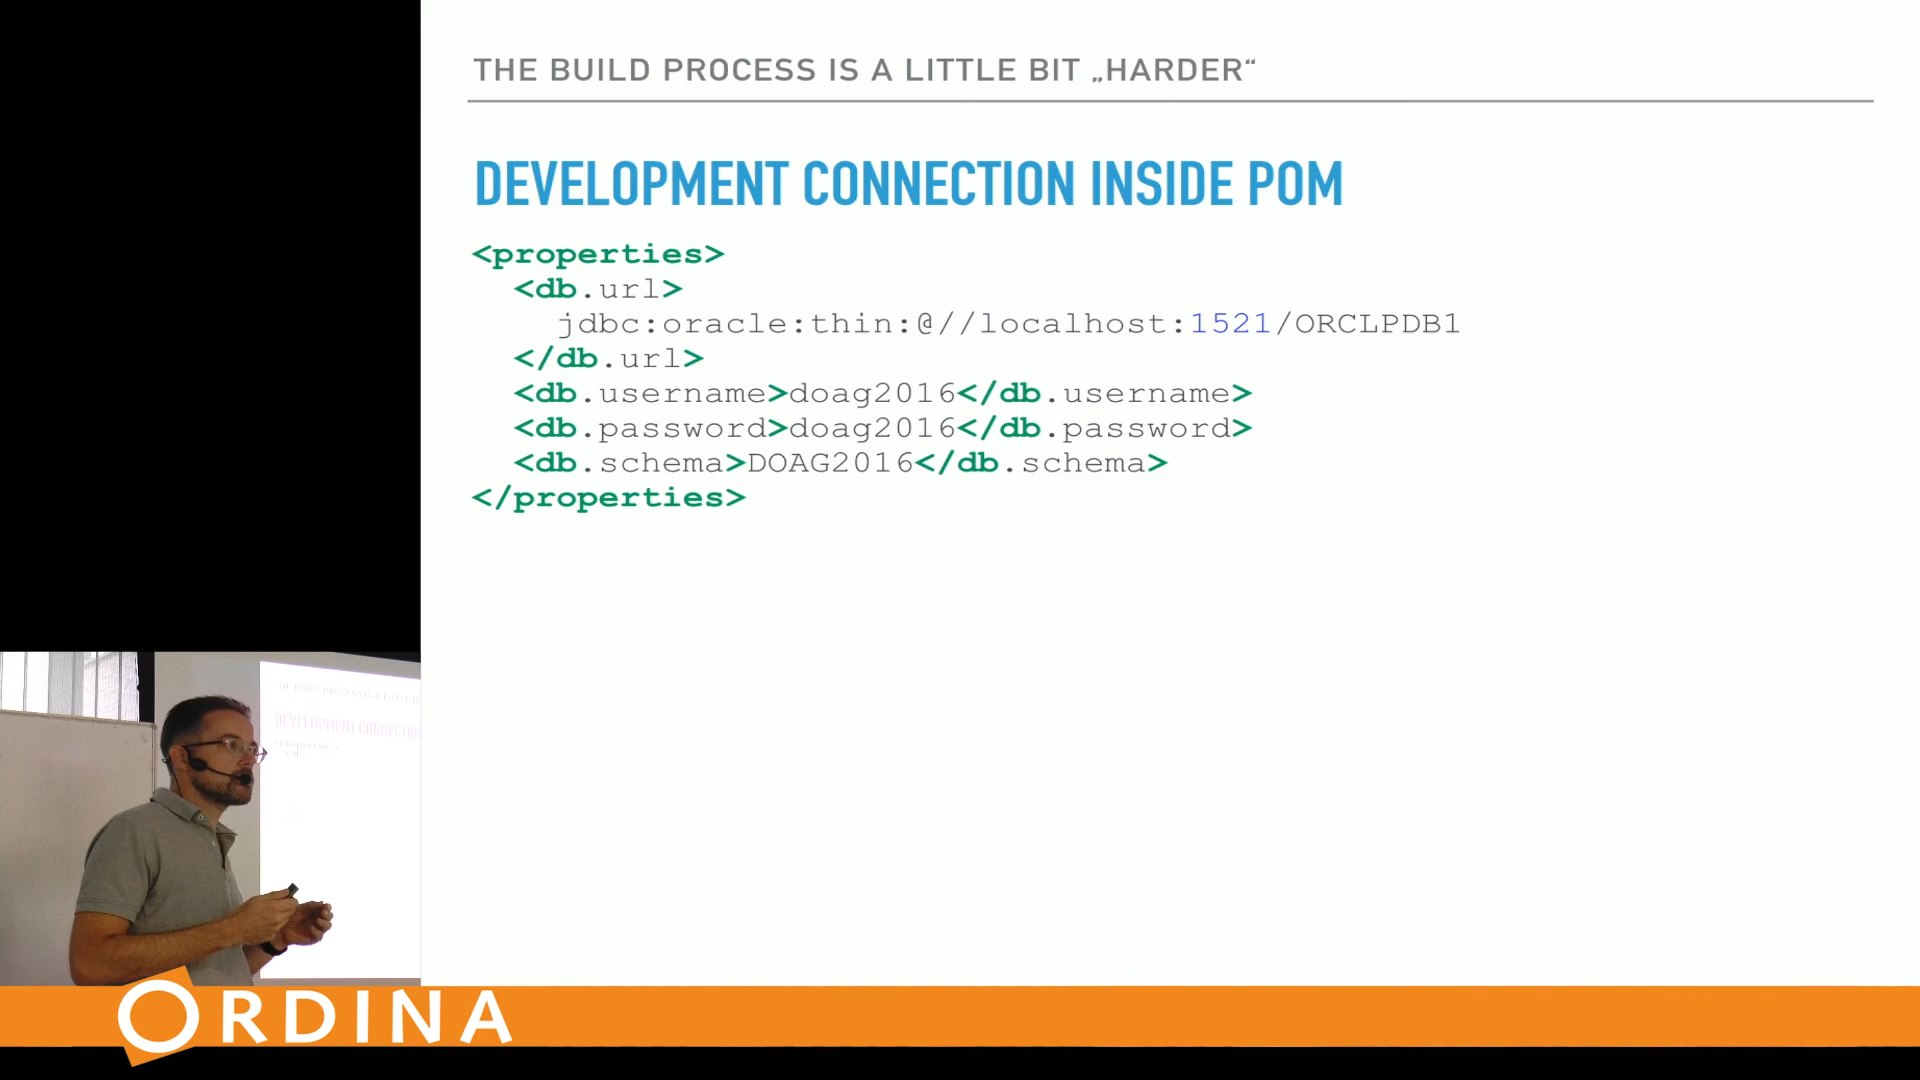 THE BUILD PROCESS IS A LITTLE BIT „HARDER“
DEVELOPMENT CONNECTION INSIDE POM
<properties>
  <db.url>
    jdbc:oracle:thin:@//localhost:1521/ORCLPDB1
  </db.url>
  <db.username>doag2016</db.username>
  <db.password>doag2016</db.password>
  <db.schema>DOAG2016</db.schema>
</properties>
DEVELOPMENT CONNECTION
ORDINA